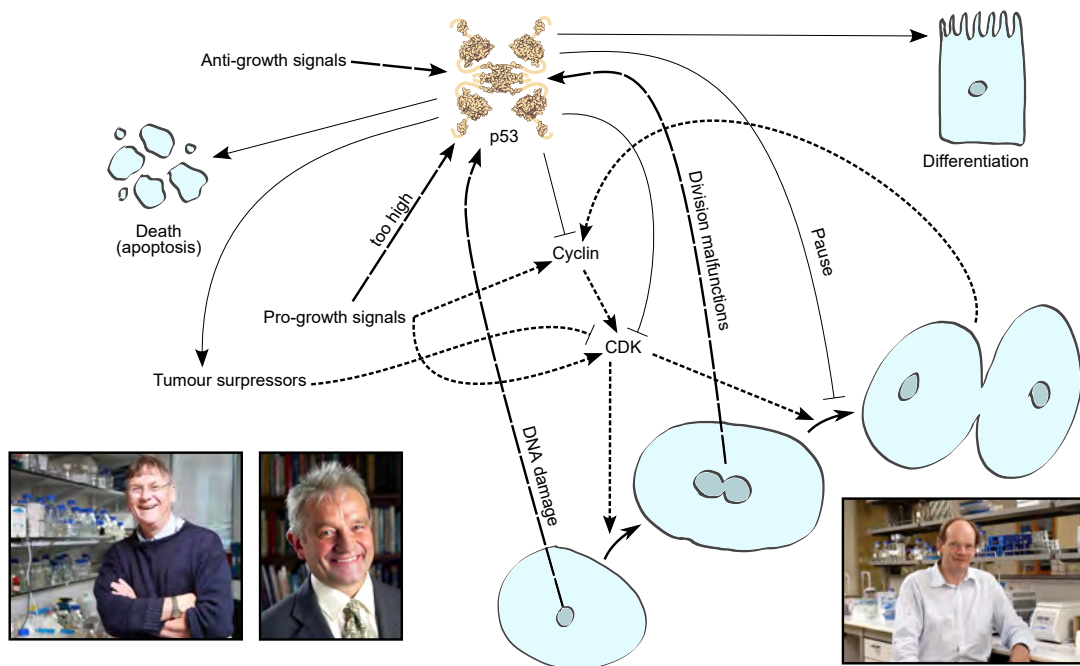 Anti-growth signals
p53
Differentiation
Death
(apoptosis)
too high
Cyclin
Division malfunctions
Pause
Pro-growth signals
CDK
Tumour surpressors
DNA damage